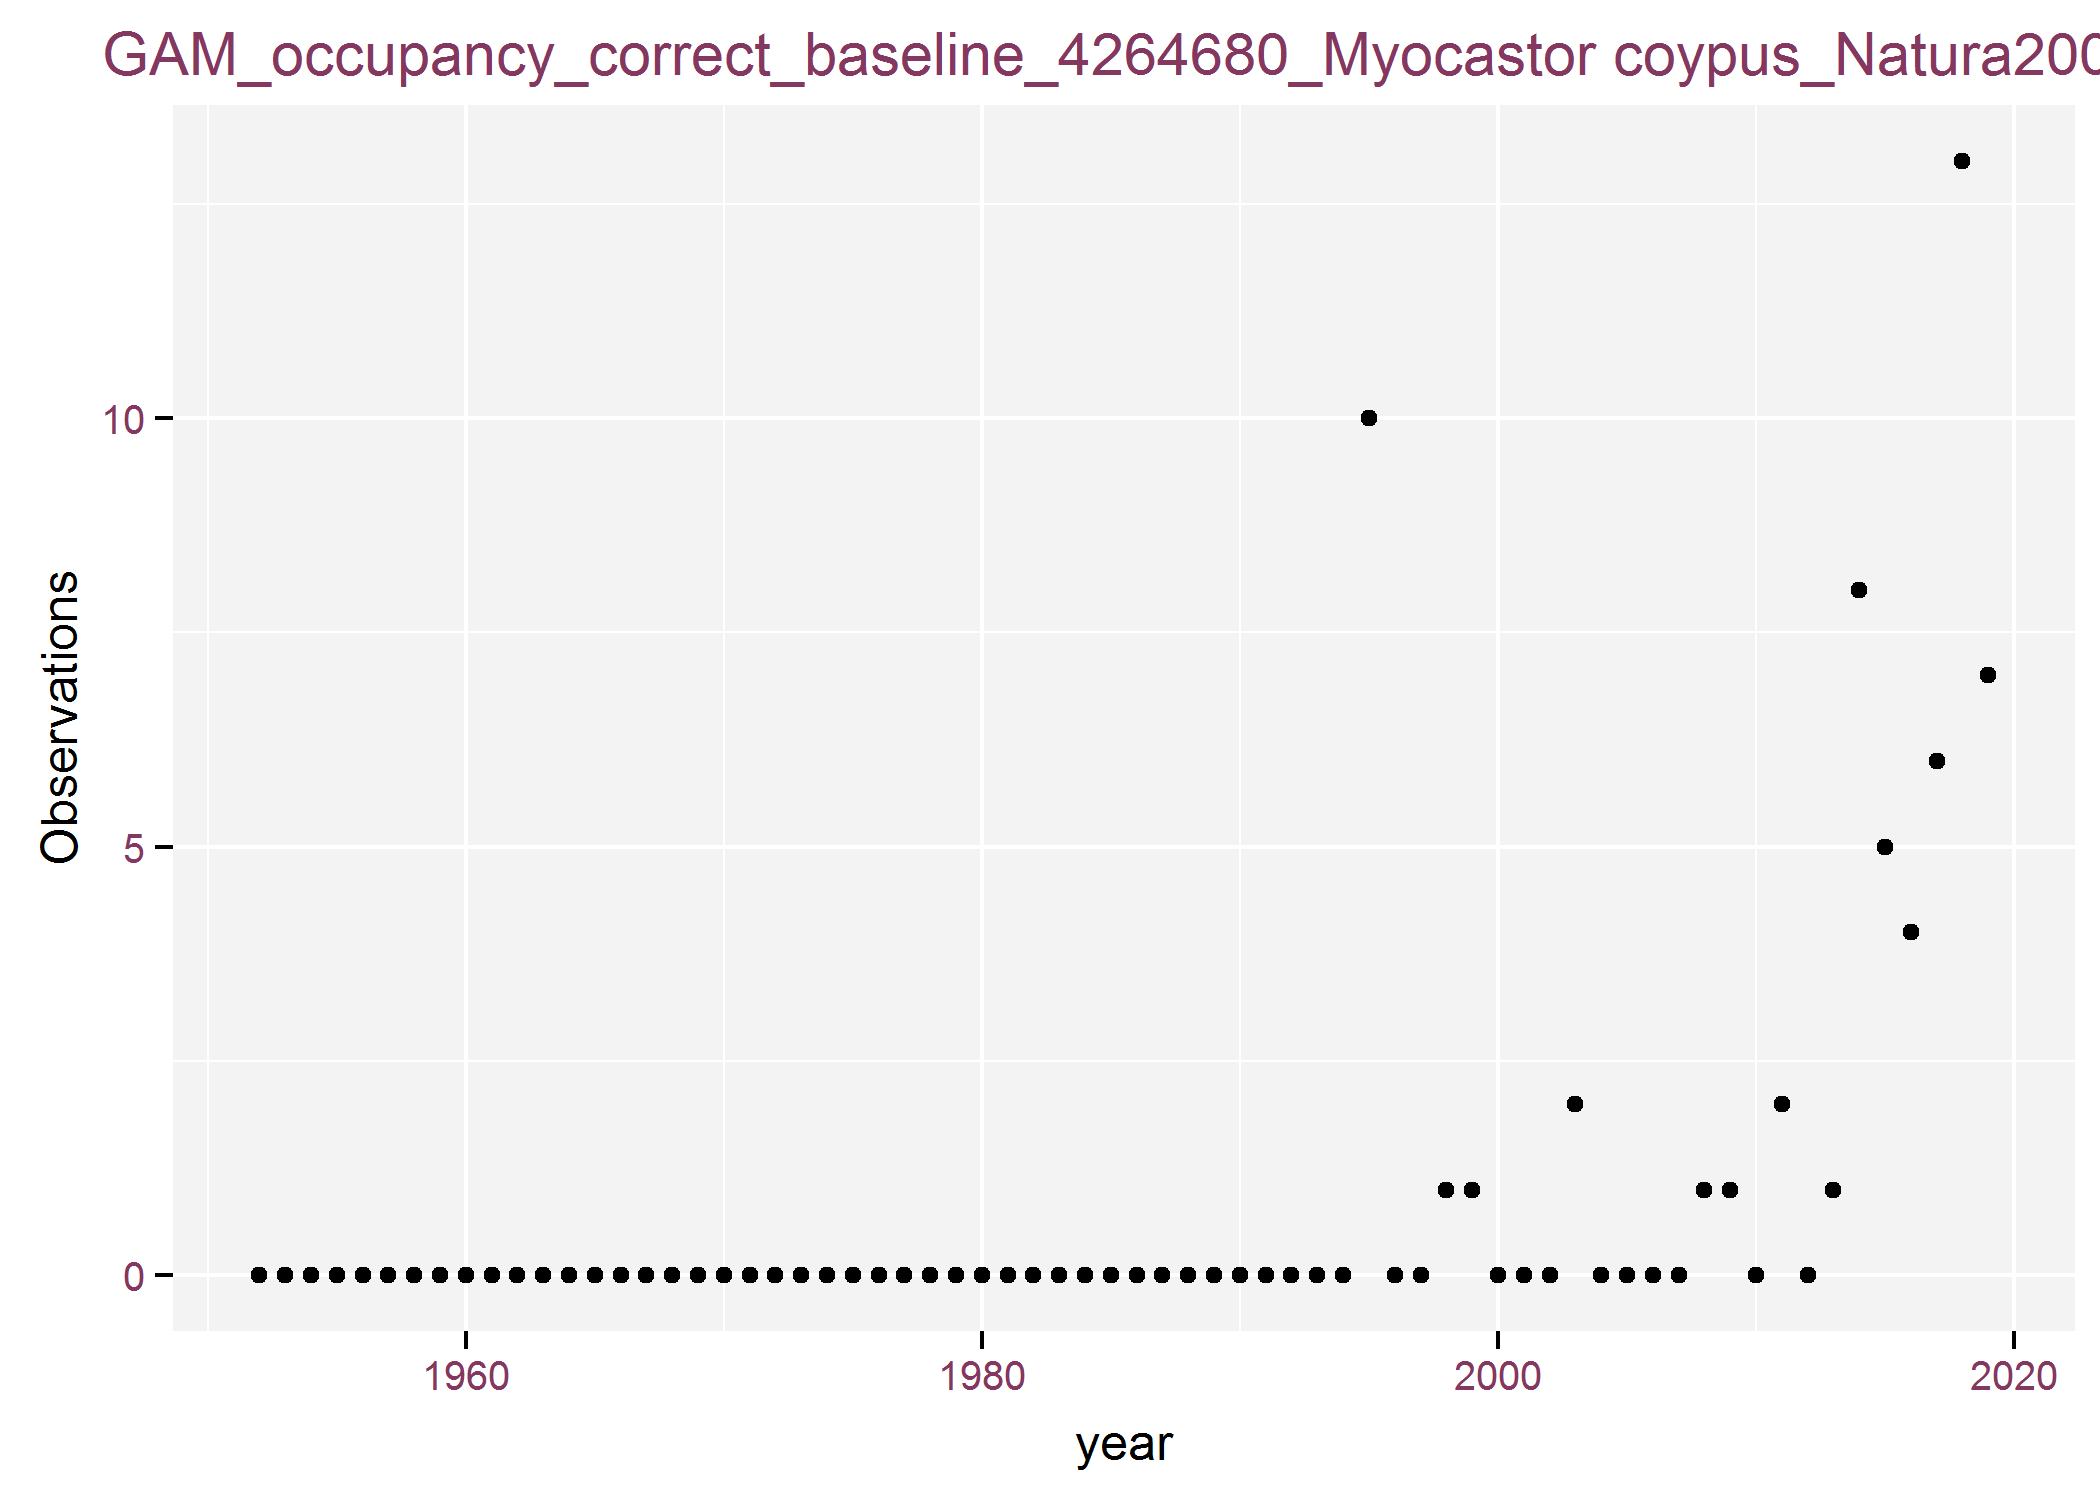 GAM_occupancy_correct_baseline_4264680_Myocastor coypus_Natura200
10
5
0
Observations
1960 1980 2000 2020
year